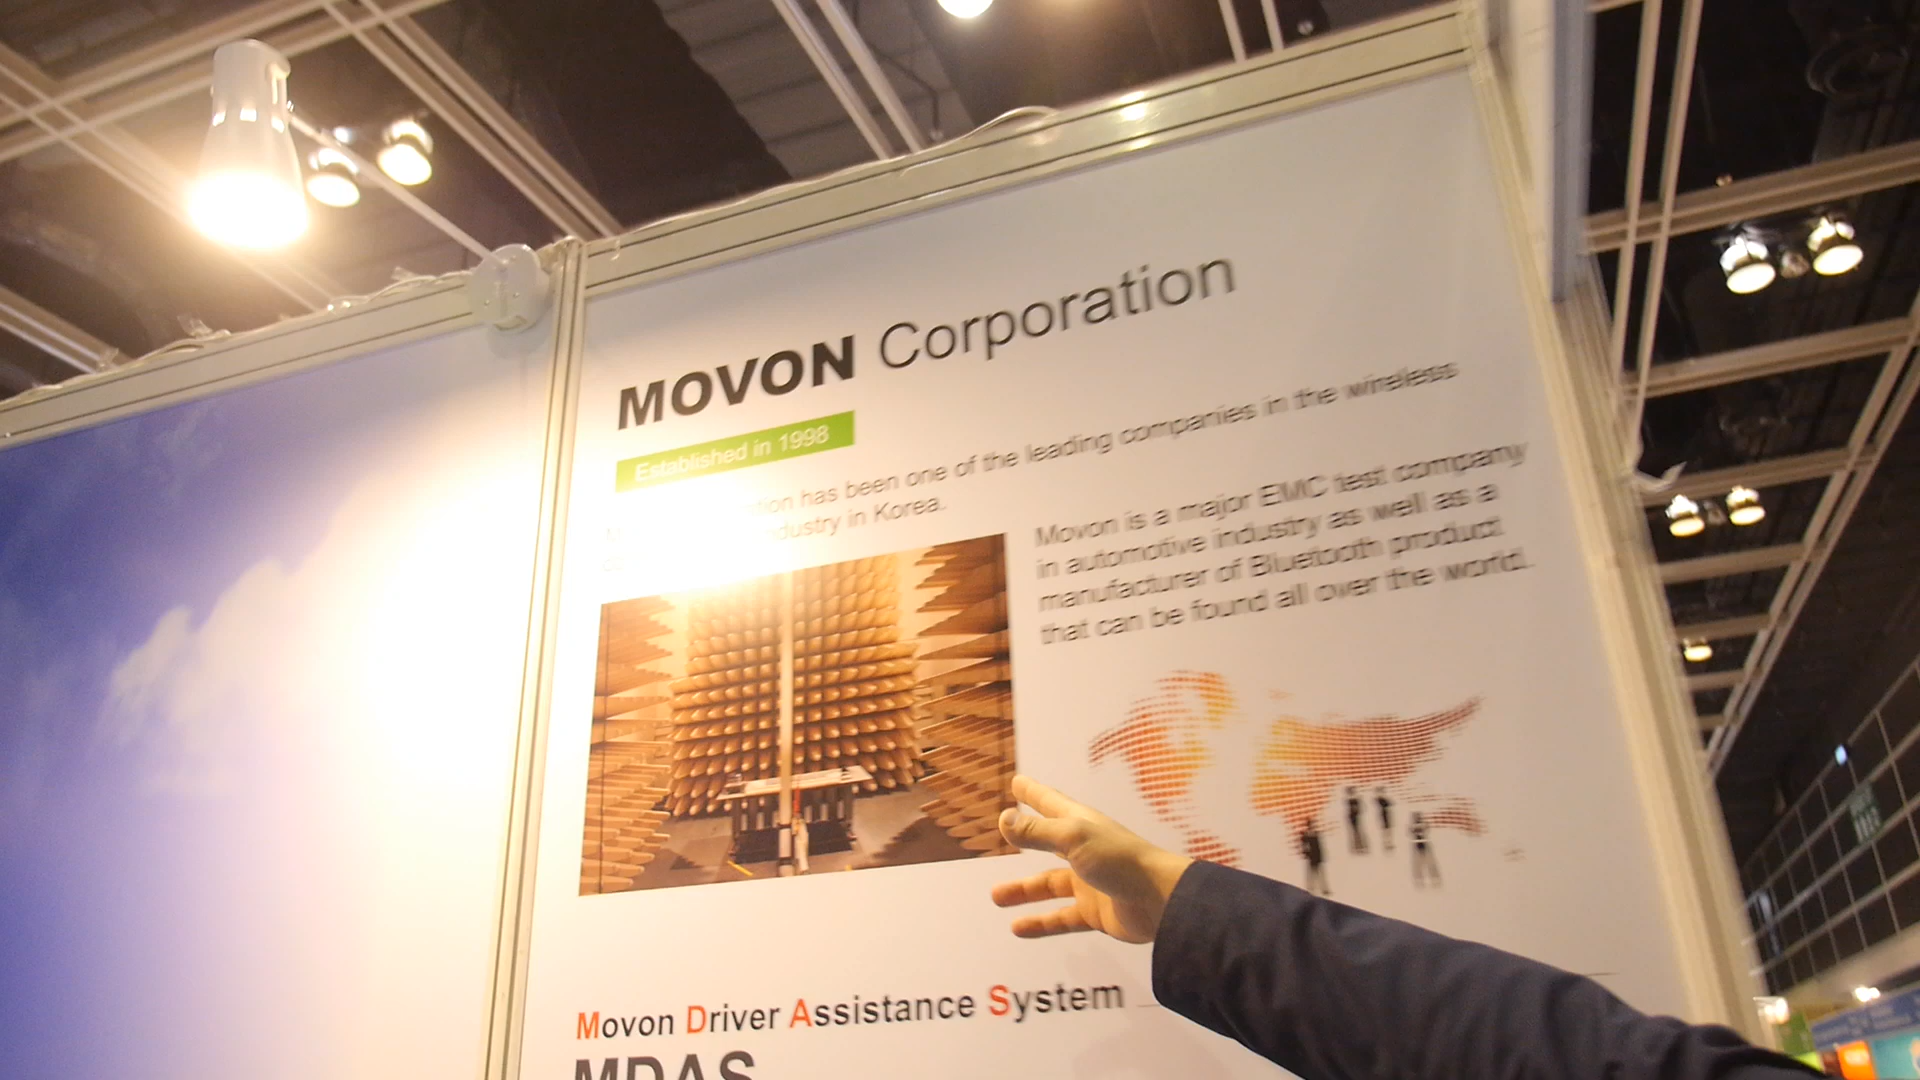 MOVON Corporation
Established in 1998
has been one of the leading companies in the wireless
industry in Korea.
Movon is a major EMC test company
in automotive industry as well as a
manufacturer of Bluetooth product
that can be found all over the world.
Movon Driver Assistance System
MDAS